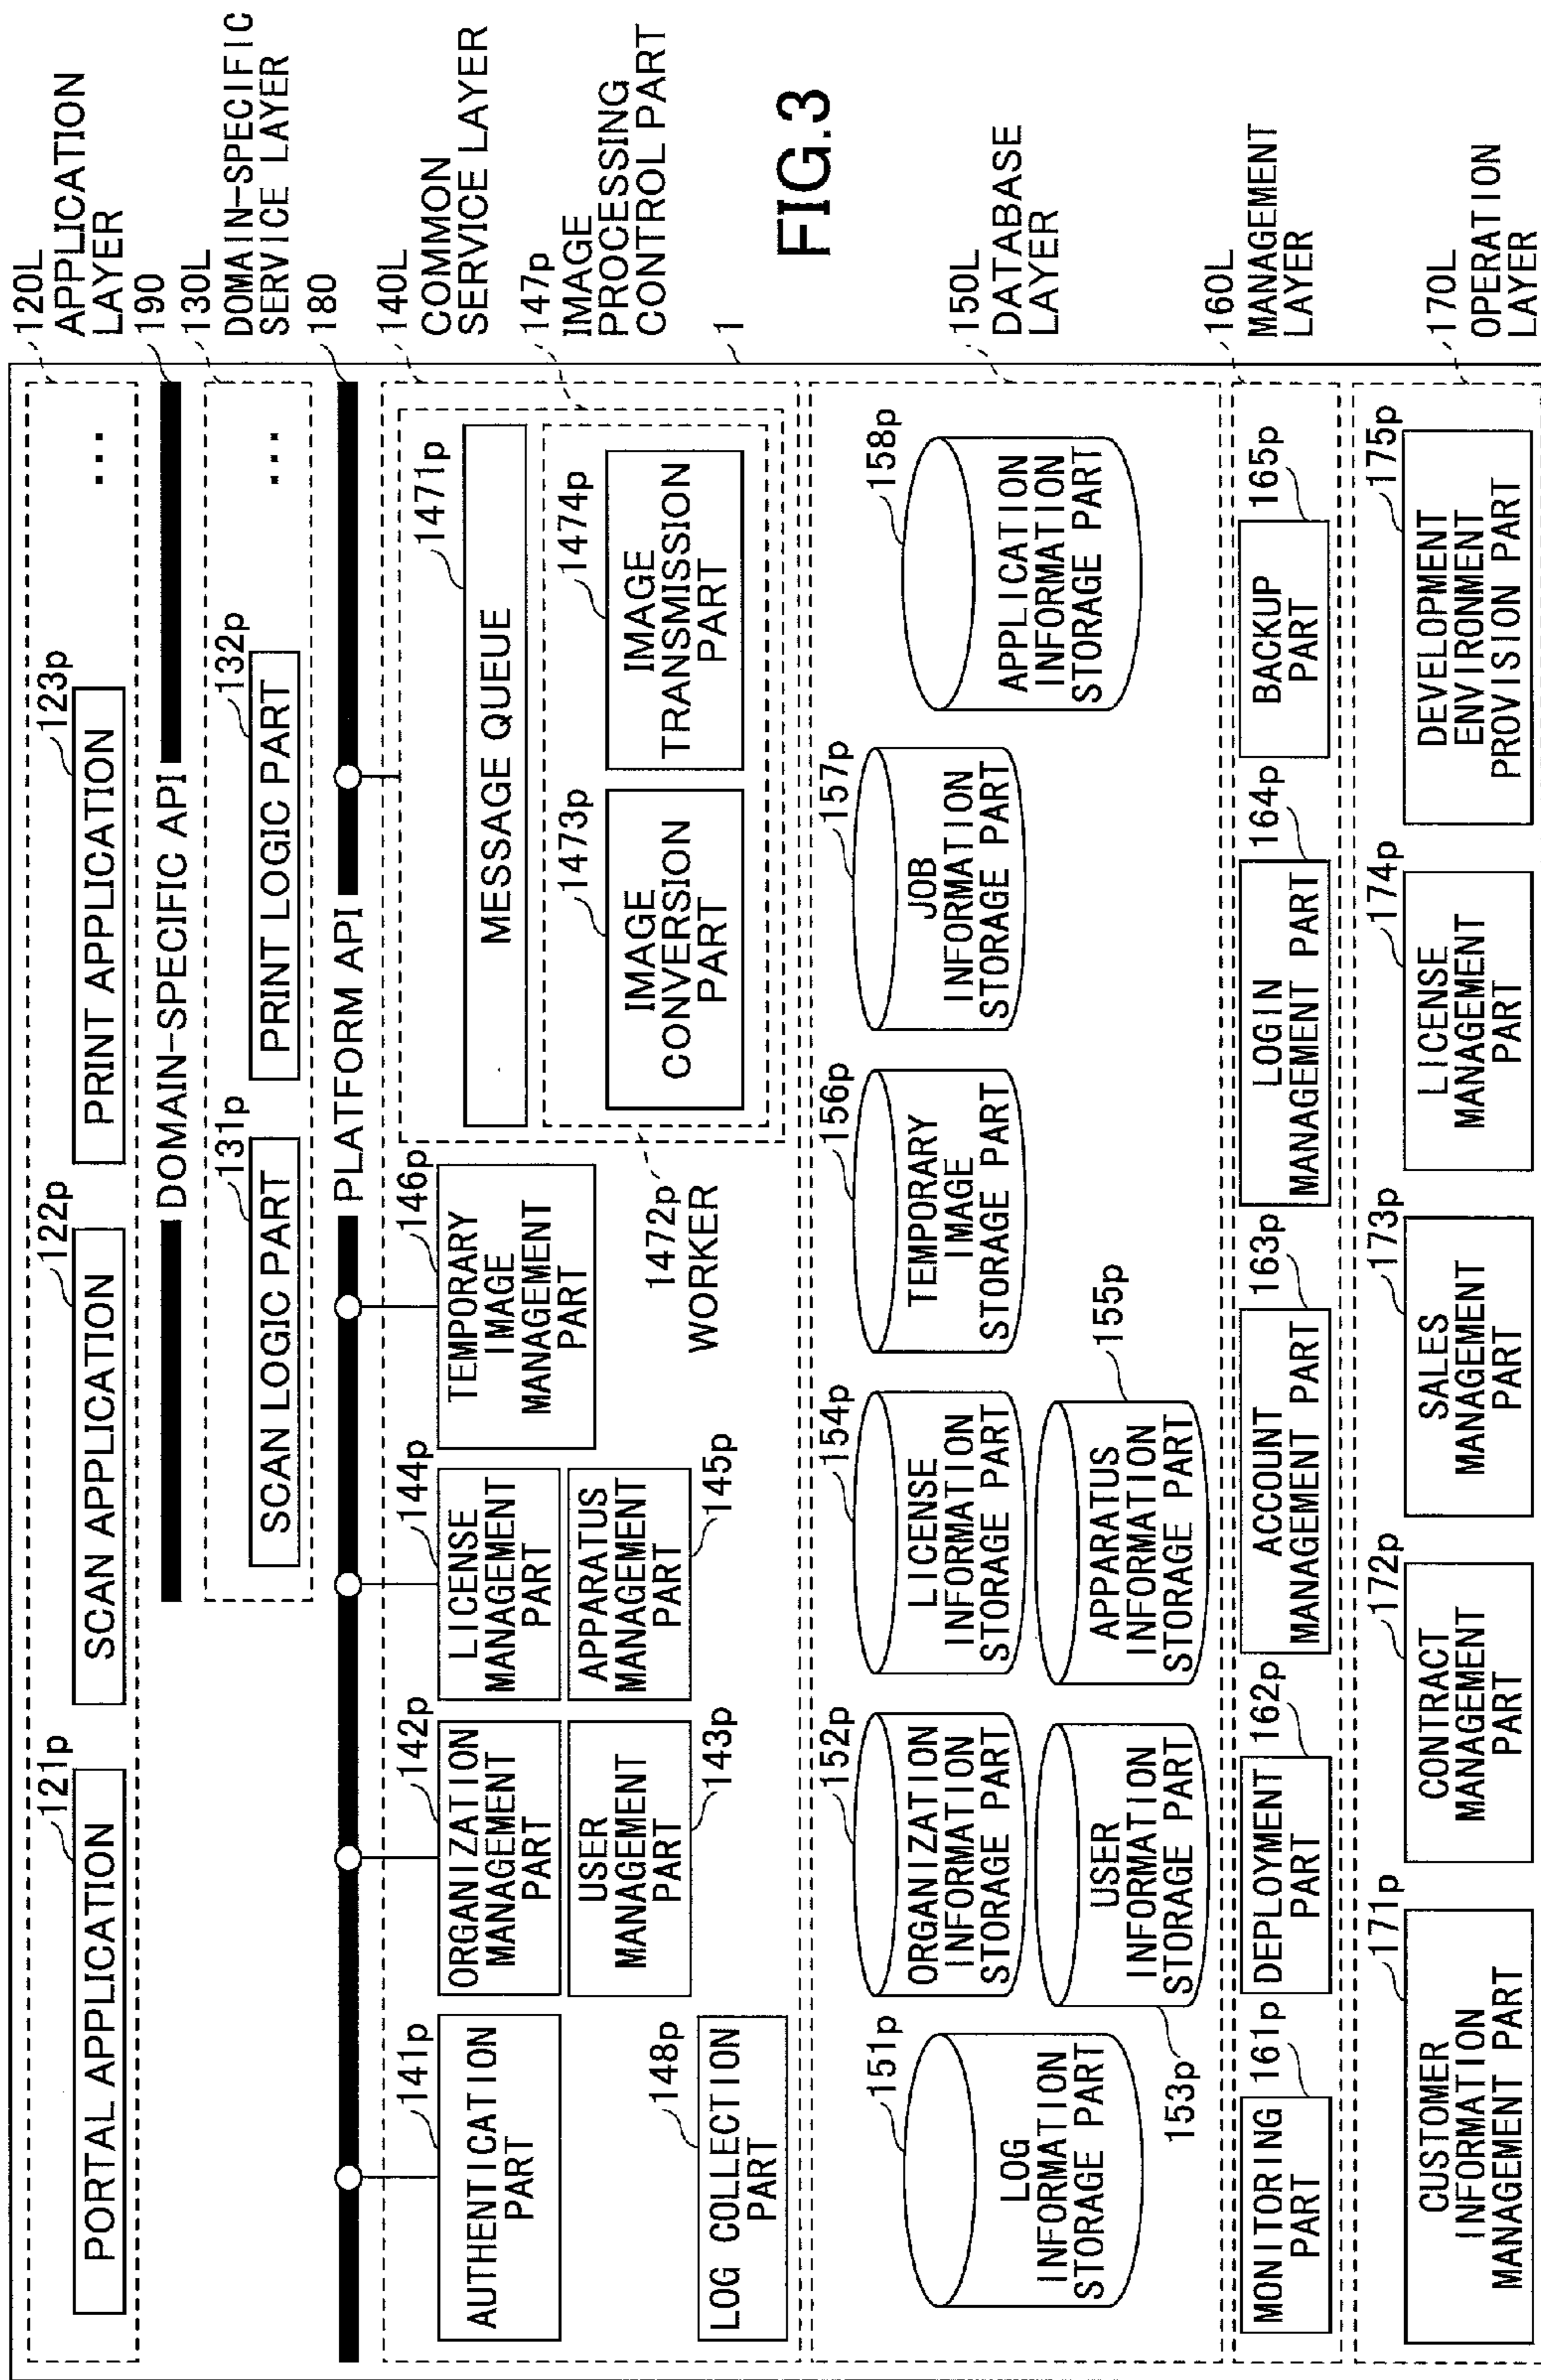 FIG.3
120L
APPLICATION
LAYER
121p
PORTAL APPLICATION
122p
SCAN APPLICATION
123p
PRINT APPLICATION
...
190
DOMAIN-SPECIFIC API
130L
DOMAIN-SPECIFIC
SERVICE LAYER
131p
SCAN LOGIC PART
132p
PRINT LOGIC PART
...
180
PLATFORM API
140L
COMMON
SERVICE LAYER
141p
AUTHENTICATION
PART
142p
ORGANIZATION
MANAGEMENT
PART
USER
MANAGEMENT
PART
143p
144p
LICENSE
MANAGEMENT
PART
APPARATUS
MANAGEMENT
PART
145p
146p
TEMPORARY
IMAGE
MANAGEMENT
PART
147p
IMAGE
PROCESSING
CONTROL PART
1471p
MESSAGE QUEUE
1472p
WORKER
1473p
IMAGE
CONVERSION
PART
1474p
IMAGE
TRANSMISSION
PART
148p
LOG COLLECTION
PART
1
150L
DATABASE
LAYER
151p
LOG
INFORMATION
STORAGE PART
152p
ORGANIZATION
INFORMATION
STORAGE PART
USER
INFORMATION
STORAGE PART
153p
154p
LICENSE
INFORMATION
STORAGE PART
APPARATUS
INFORMATION
STORAGE PART
155p
156p
TEMPORARY
IMAGE
STORAGE PART
157p
JOB
INFORMATION
STORAGE PART
158p
APPLICATION
INFORMATION
STORAGE PART
160L
MANAGEMENT
LAYER
161p
MONITORING
PART
162p
DEPLOYMENT
PART
163p
ACCOUNT
MANAGEMENT PART
164p
LOGIN
MANAGEMENT PART
165p
BACKUP
PART
170L
OPERATION
LAYER
171p
CUSTOMER
INFORMATION
MANAGEMENT PART
172p
CONTRACT
MANAGEMENT
PART
173p
SALES
MANAGEMENT
PART
174p
LICENSE
MANAGEMENT
PART
175p
DEVELOPMENT
ENVIRONMENT
PROVISION PART